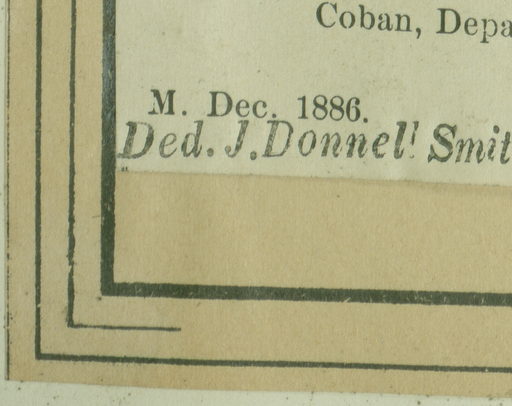 Coban, Depa
M. Dec. 1886.
Ded. J. Donnell Smit